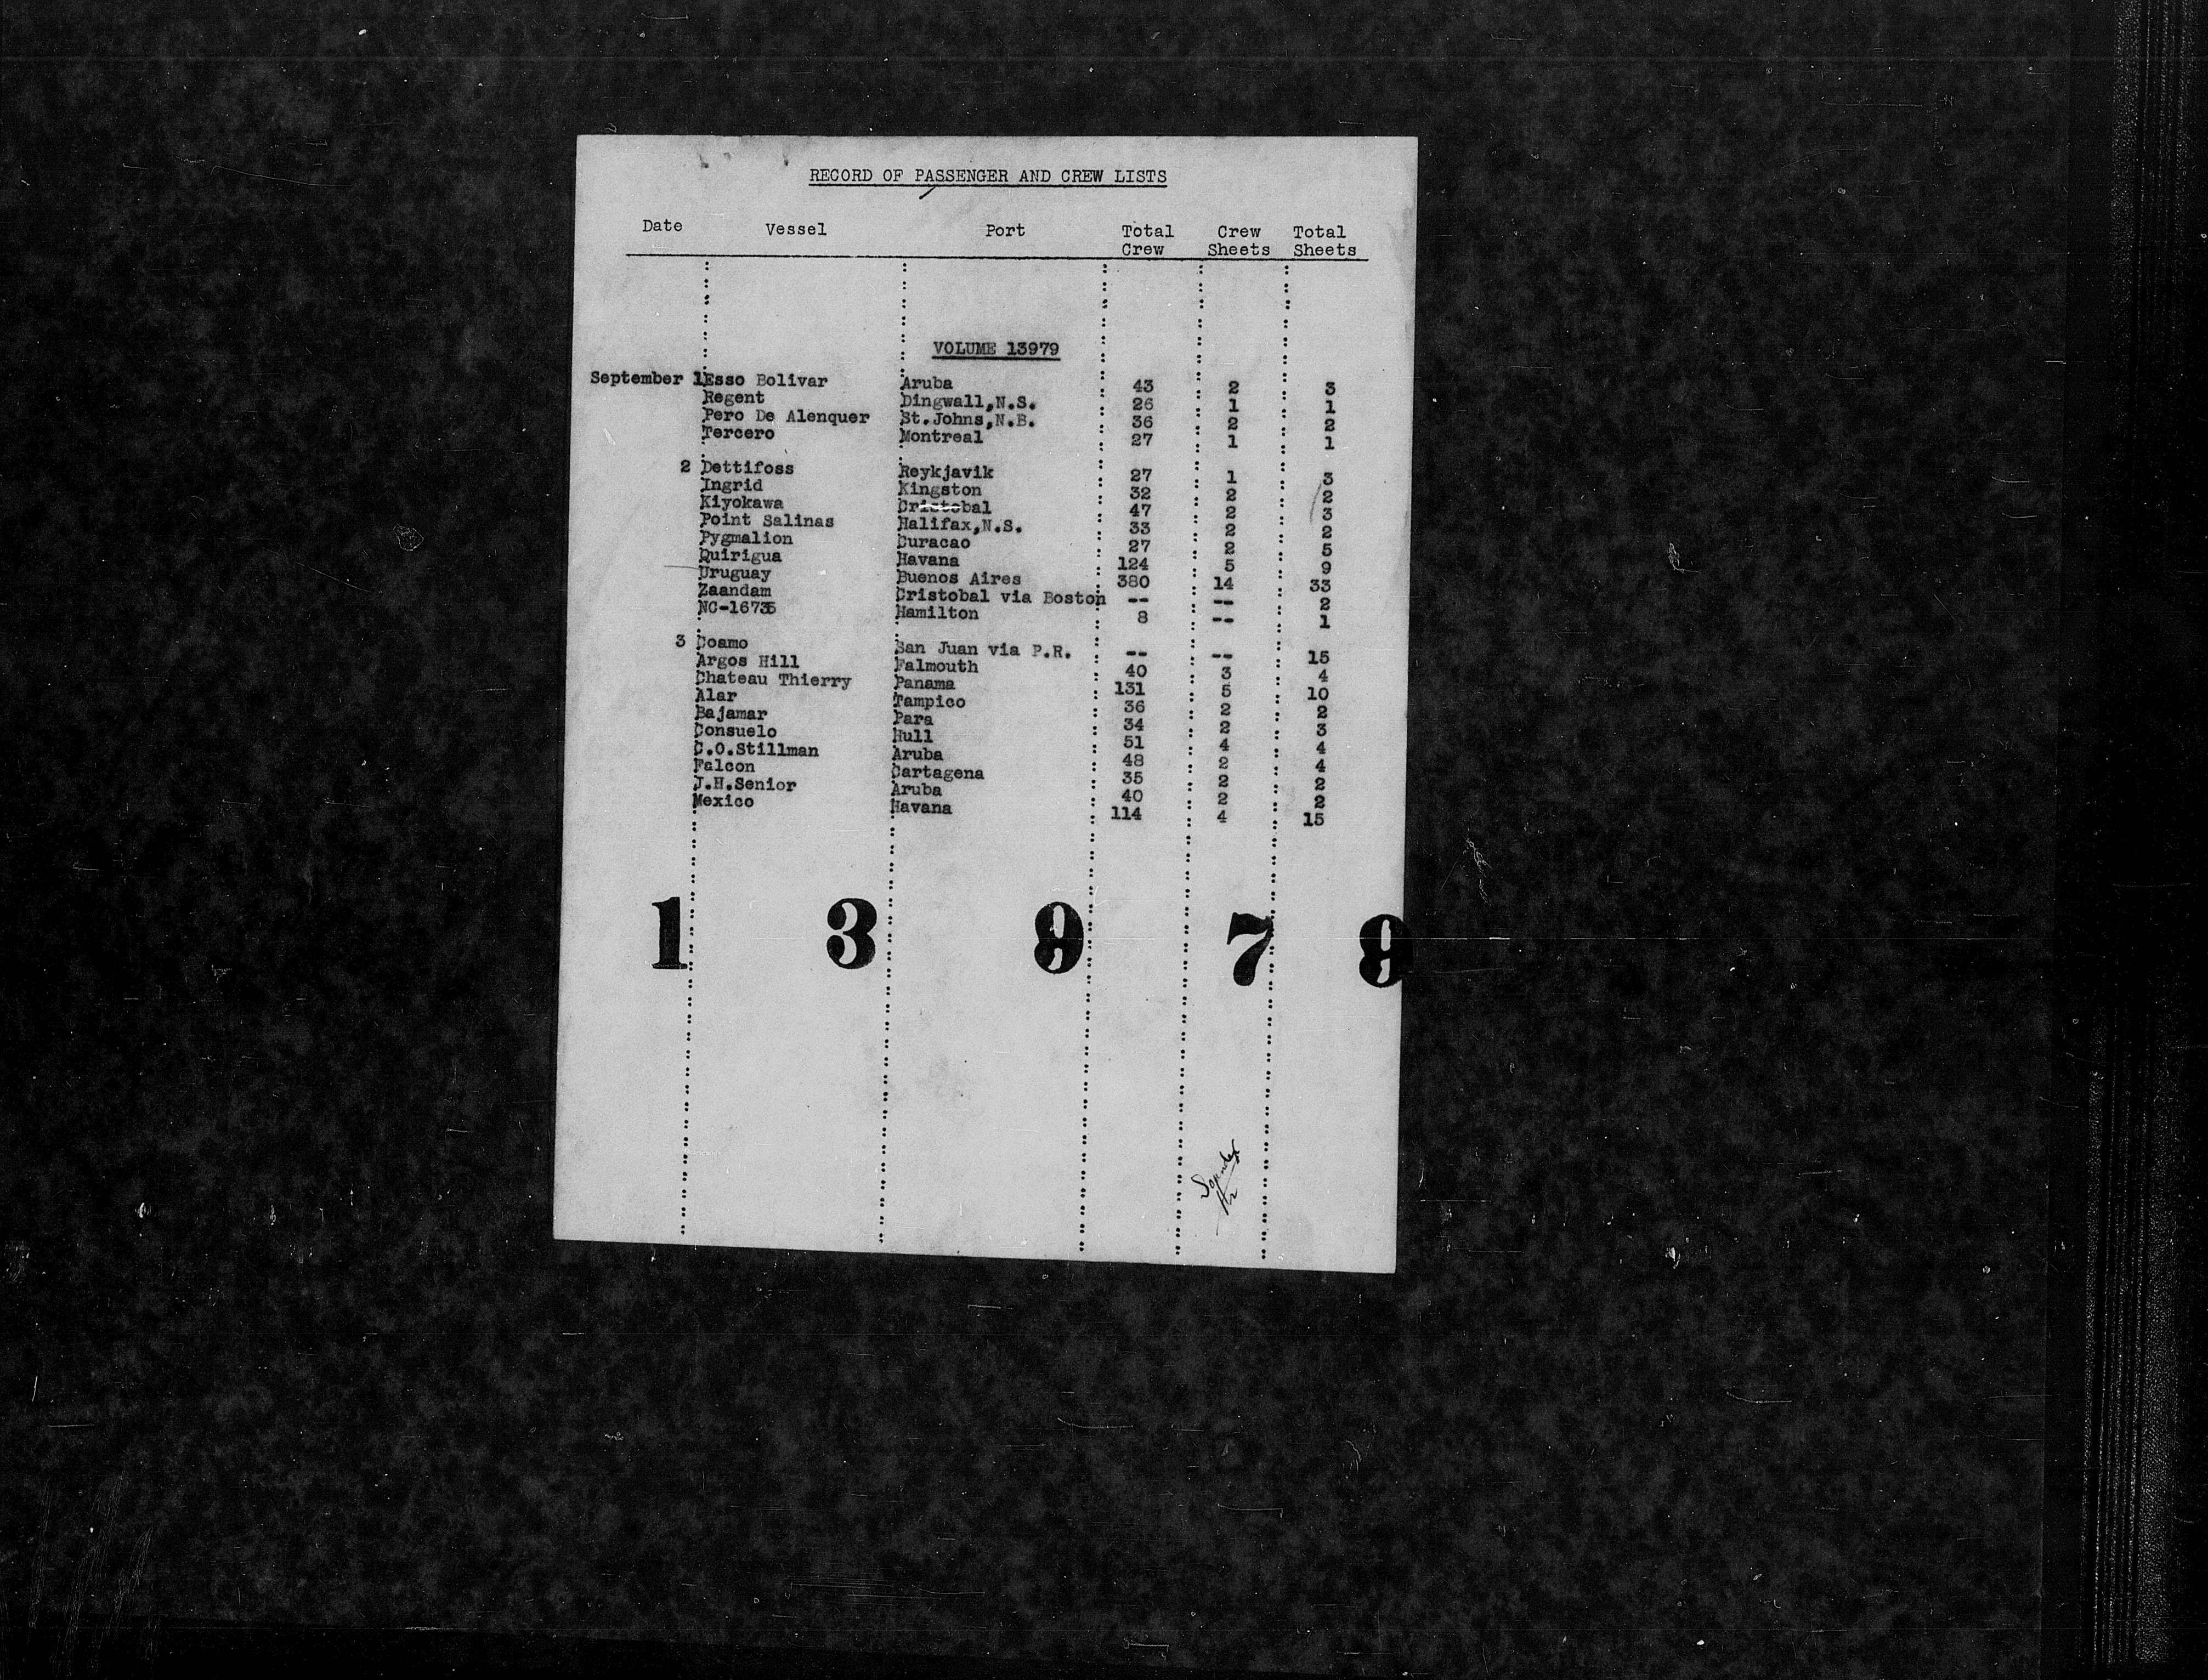 RECORD OF PASSENGER AND CREW LISTS
Date Vessel Port Total Crew Crew Sheets Total Sheets
VOLUME 13979
September 1 Esso Bolivar Aruba 43 2 3
Regent Dingwall,N.S. 26 1 1
Pero De Alenquer St.Johns,N.B. 36 2 2
Tercero Montreal 27 1 1
2 Dettifoss Reykjavik 27 1 3
Ingrid Kingston 32 2 2
Kiyokawa Cristobal 47 2 3
Point Salinas Halifax,N.S. 33 2 2
Pygmalion Curacao 27 2 5
Quirigua Havana 124 5 9
Uruguay Buenos Aires 380 14 33
Zaandam Cristobal via Boston -- -- 2
NC-16735 Hamilton 8 -- 1
3 Coamo San Juan via P.R. -- -- 15
Argos Hill Falmouth 40 3 4
Chateau Thierry Panama 131 5 10
Alar Tampico 36 2 2
Bajamar Para 34 2 3
Consuelo Hull 51 4 4
C.O.Stillman Aruba 48 2 4
Falcon Cartagena 35 2 2
J.H.Senior Aruba 40 2 2
Mexico Havana 114 4 15
1 3 9 7 9